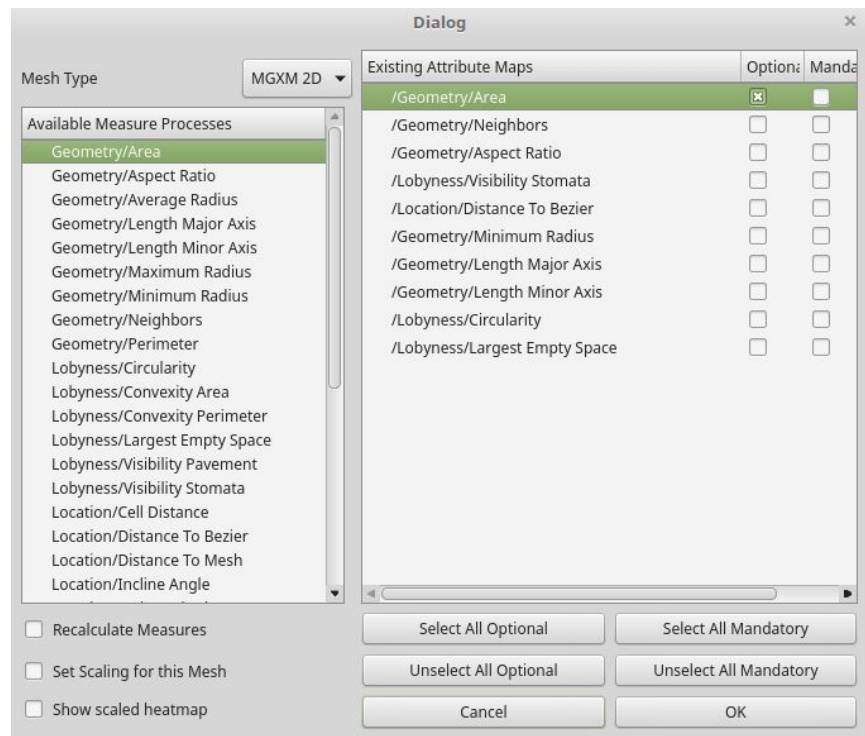 Dialog
Mesh Type
MGXM 2D
Available Measure Processes
Geometry/Area
Geometry/Aspect Ratio
Geometry/Average Radius
Geometry/Length Major Axis
Geometry/Length Minor Axis
Geometry/Maximum Radius
Geometry/Minimum Radius
Geometry/Neighbors
Geometry/Perimeter
Lobyness/Circularity
Lobyness/Convexity Area
Lobyness/Convexity Perimeter
Lobyness/Largest Empty Space
Lobyness/Visibility Pavement
Lobyness/Visibility Stomata
Location/Cell Distance
Location/Distance To Bezier
Location/Distance To Mesh
Location/Incline Angle
Recalculate Measures
Set Scaling for this Mesh
Show scaled heatmap
Existing Attribute Maps Optiona Manda
/Geometry/Area
/Geometry/Neighbors
/Geometry/Aspect Ratio
/Lobyness/Visibility Stomata
/Location/Distance To Bezier
/Geometry/Minimum Radius
/Geometry/Length Major Axis
/Geometry/Length Minor Axis
/Lobyness/Circularity
/Lobyness/Largest Empty Space
Select All Optional
Select All Mandatory
Unselect All Optional
Unselect All Mandatory
Cancel
OK